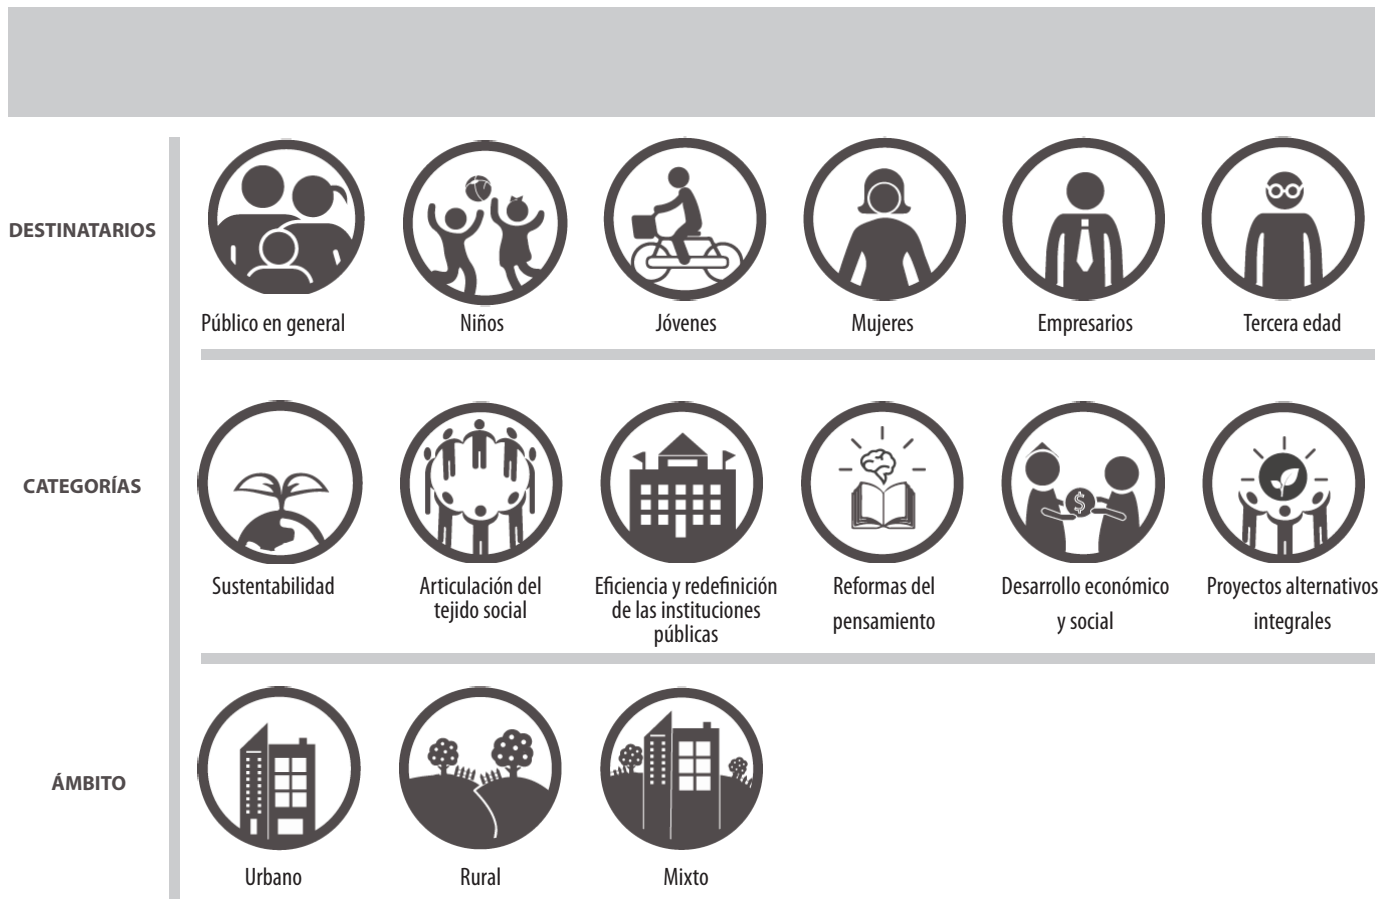 DESTINATARIOS
Público en general
Niños
Jóvenes
Mujeres
Empresarios
Tercera edad
CATEGORÍAS
Sustentabilidad
Articulación del
tejido social
Eficiencia y redefinición
de las instituciones
públicas
Reformas del
pensamiento
$
Desarrollo económico
y social
Proyectos alternativos
integrales
ÁMBITO
Urbano
Rural
Mixto